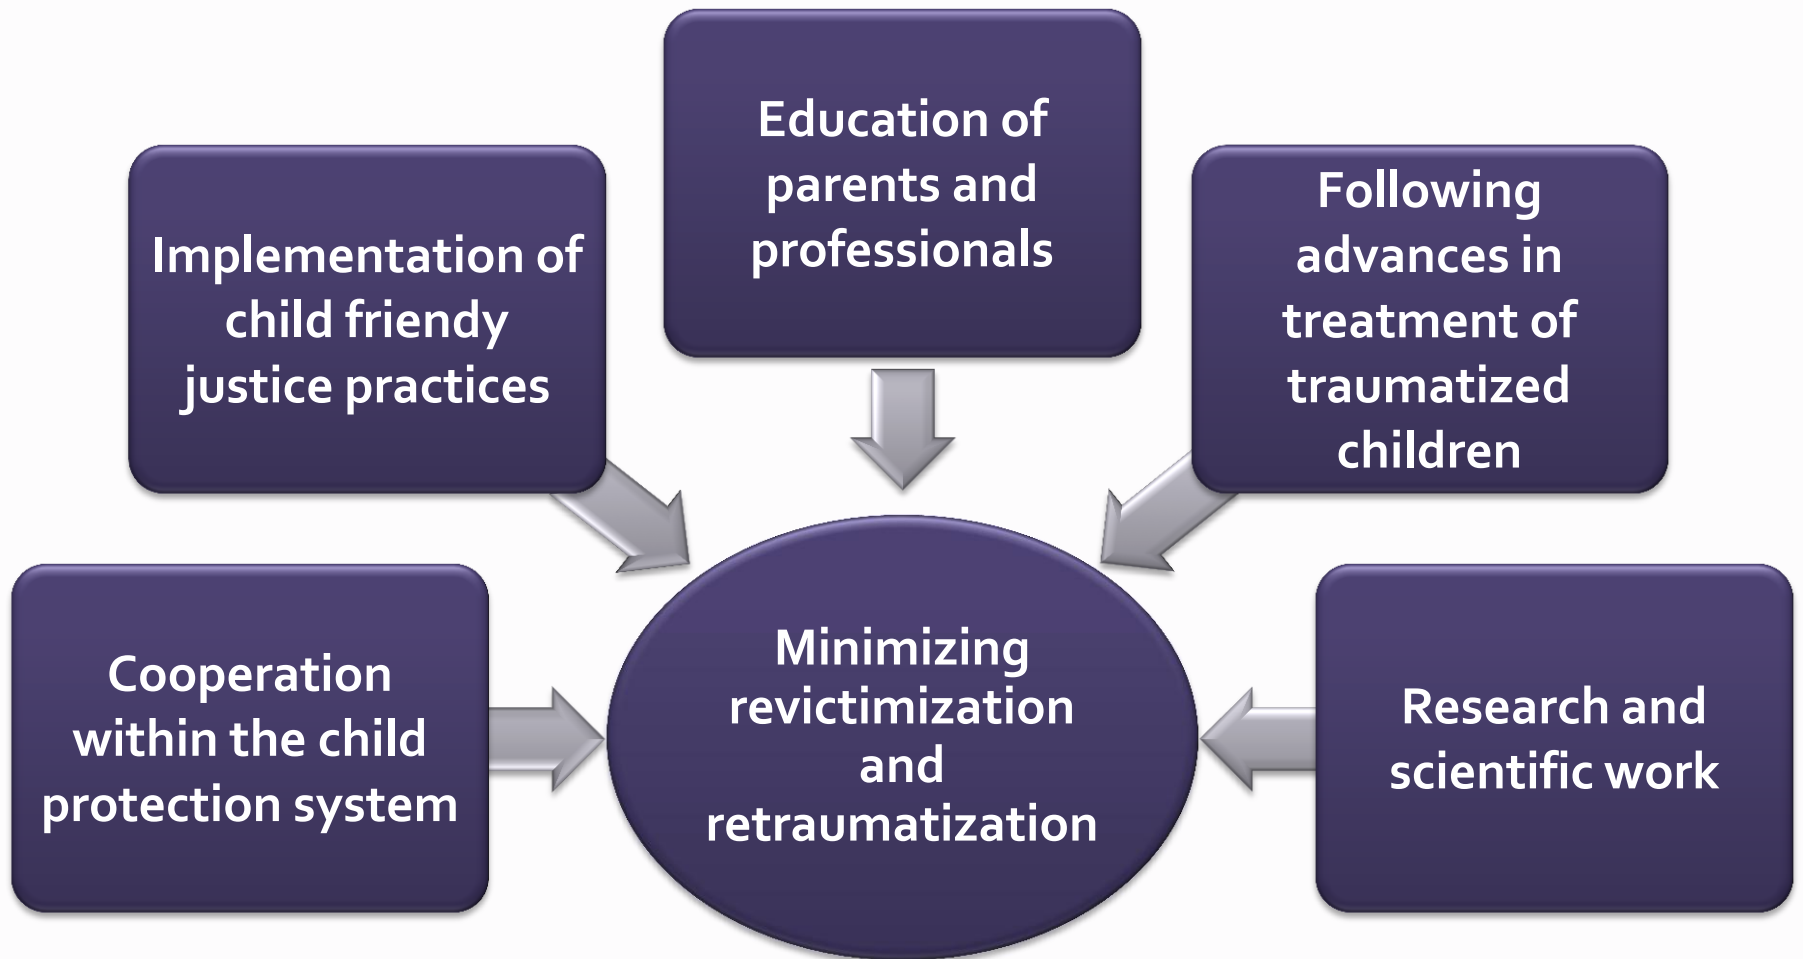 Education of
parents and
professionals
Implementation of
child friendy
justice practices
Following
advances in
treatment of
traumatized
children
Cooperation
within the child
protection system
Minimizing
revictimization
and
retraumatization
Research and
scientific work